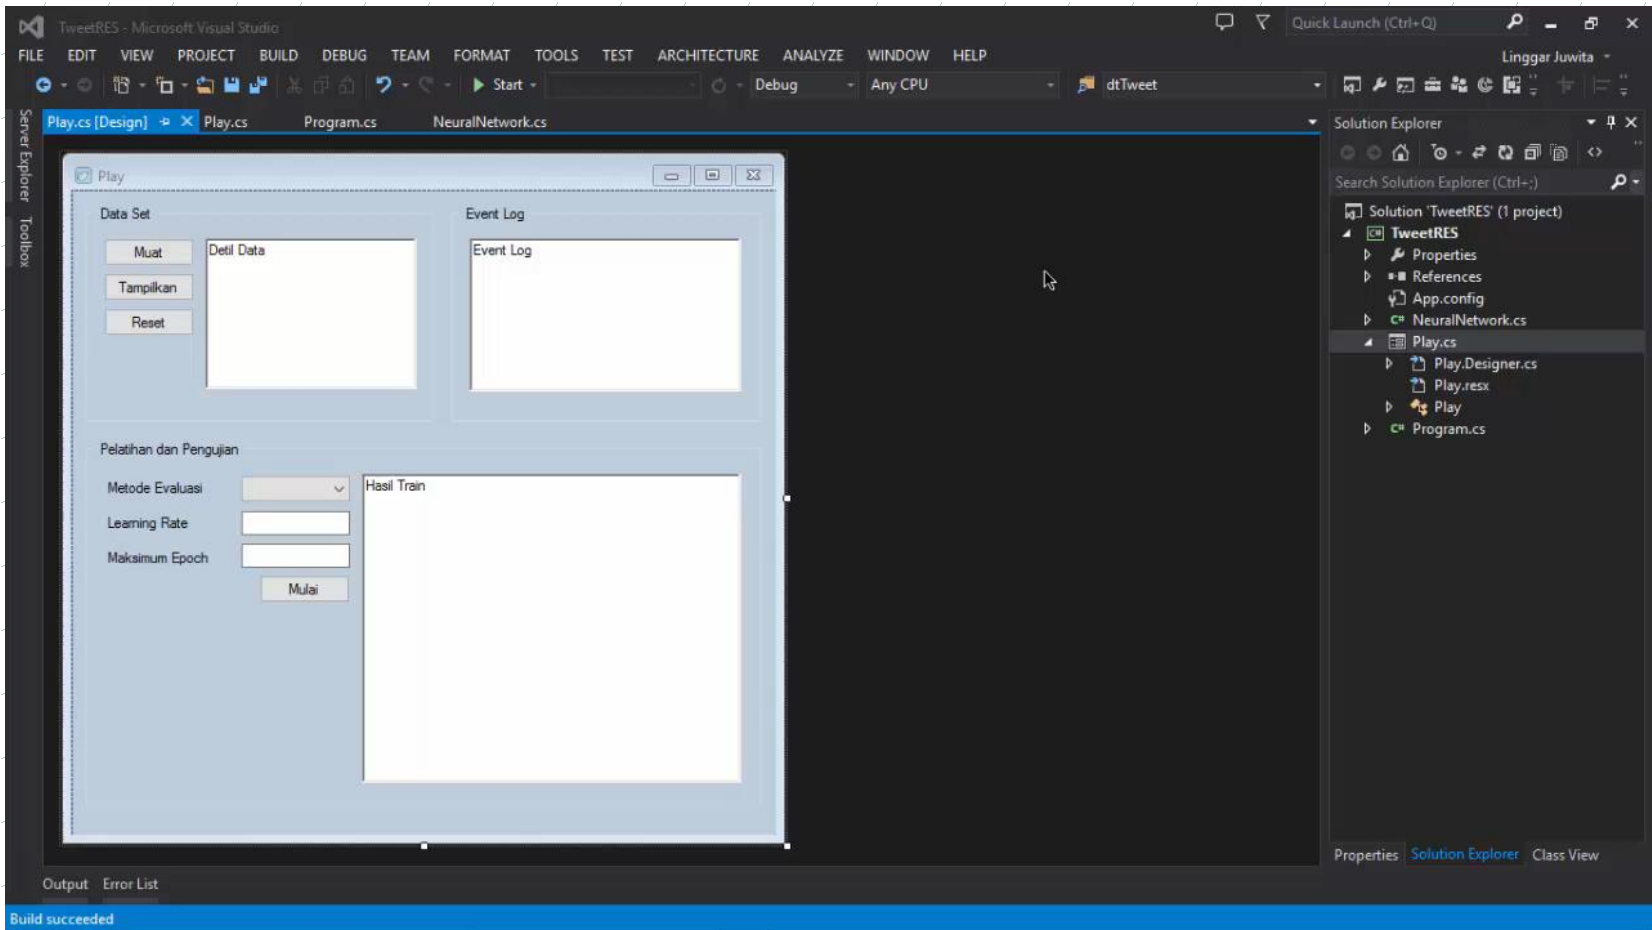 TweetRES - Microsoft Visual Studio
Quick Launch (Ctrl+Q)
FILE EDIT VIEW PROJECT BUILD DEBUG TEAM FORMAT TOOLS TEST ARCHITECTURE ANALYZE WINDOW HELP
Linggar Juwita
Start Debug Any CPU dtTweet
Server Explorer
Toolbox
Play.cs [Design] Play.cs Program.cs NeuralNetwork.cs
Play
Data Set
Muat
Tampilkan
Reset
Detil Data
Event Log
Event Log
Pelatihan dan Pengujian
Metode Evaluasi
Learning Rate
Maksimum Epoch
Mulai
Hasil Train
Solution Explorer
Search Solution Explorer (Ctrl+;)
Solution 'TweetRES' (1 project)
C# TweetRES
Properties
References
App.config
C# NeuralNetwork.cs
Play.cs
Play.Designer.cs
Play.resx
Play
C# Program.cs
Properties Solution Explorer Class View
Output Error List
Build succeeded